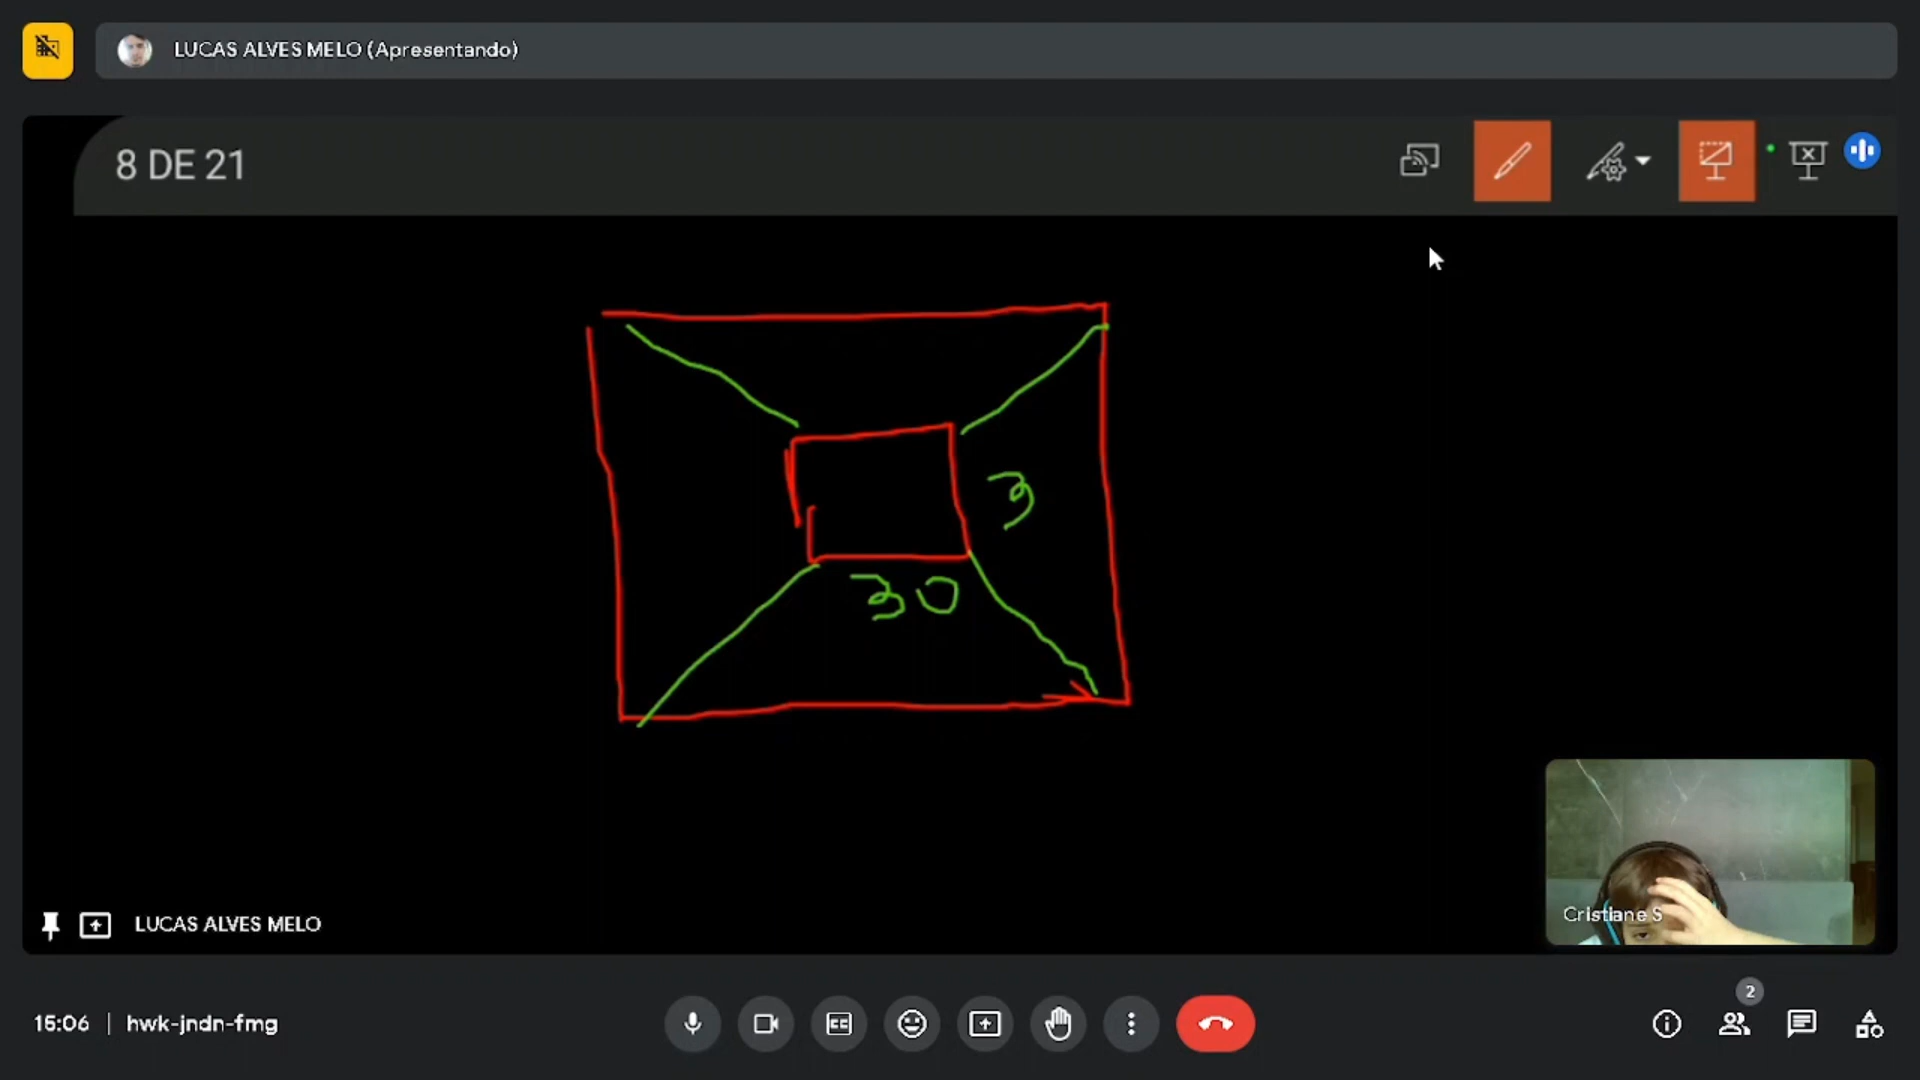 LUCAS ALVES MELO (Apresentando)
8 DE 21
3
30
Cristiane S
LUCAS ALVES MELO
2
15:06 | hwk-jndn-fmg
CC